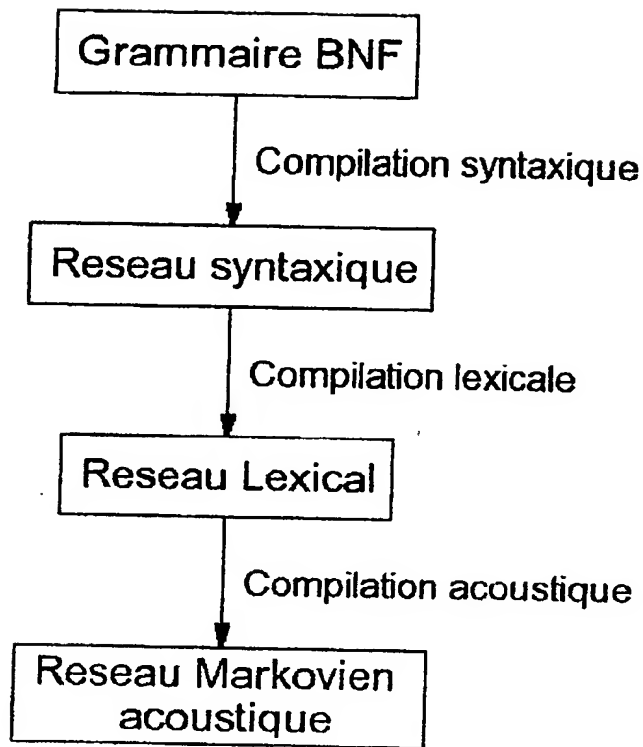 Grammaire BNF
Compilation syntaxique
Reseau syntaxique
Compilation lexicale
Reseau Lexical
Compilation acoustique
Reseau Markovien
acoustique